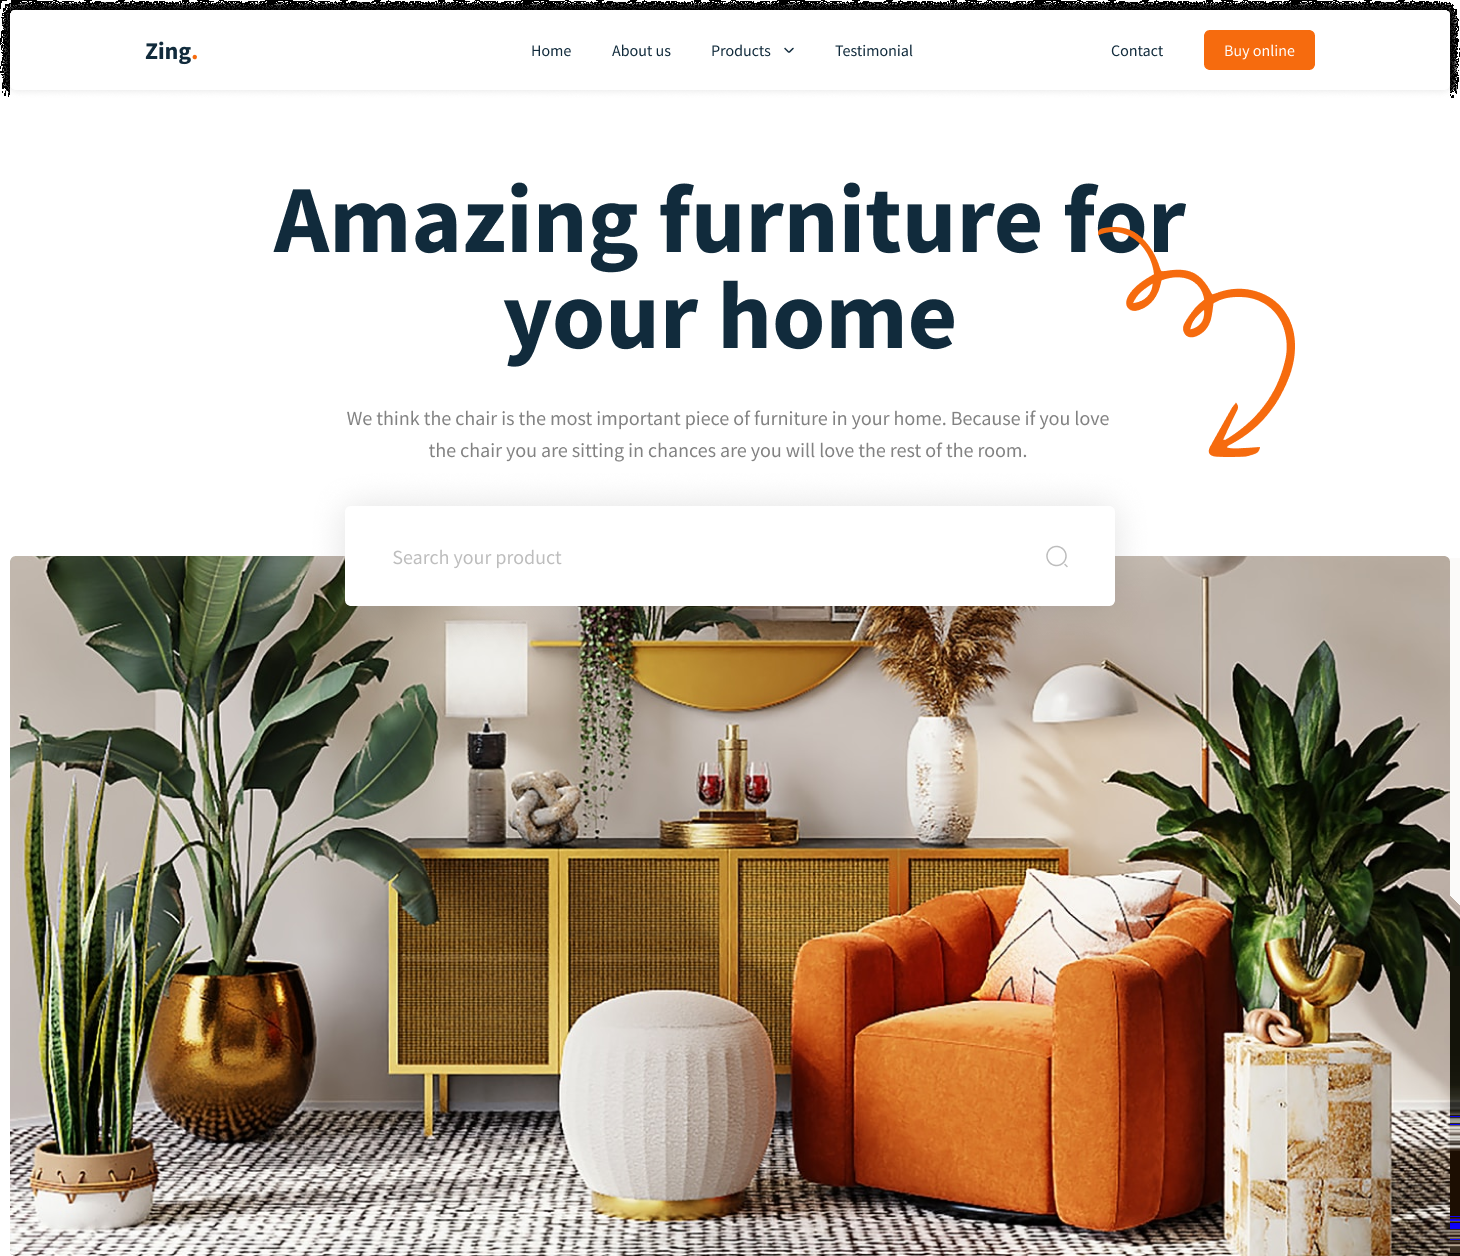 Zing.
Home About us Products Testimonial Contact Buy online
Amazing furniture for
your home
We think the chair is the most important piece of furniture in your home. Because if you love
the chair you are sitting in chances are you will love the rest of the room.
Search your product